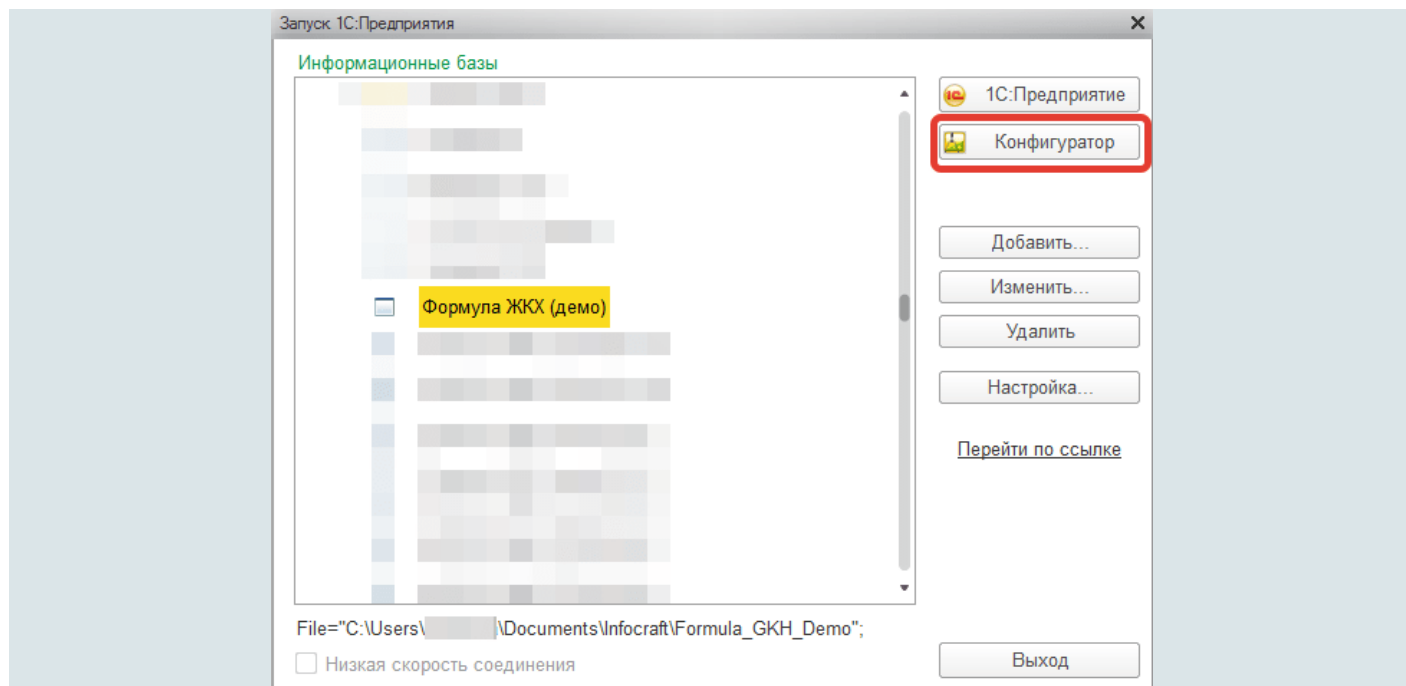 Запуск 1С:Предприятия
Информационные базы
1С:Предприятие
Конфигуратор
Добавить...
Изменить...
Удалить
Формула ЖКХ (демо)
Настройка...
Перейти по ссылке
File="C:\Users\ \Documents\Infocraft\Formula_GKH_Demo";
Низкая скорость соединения
Выход